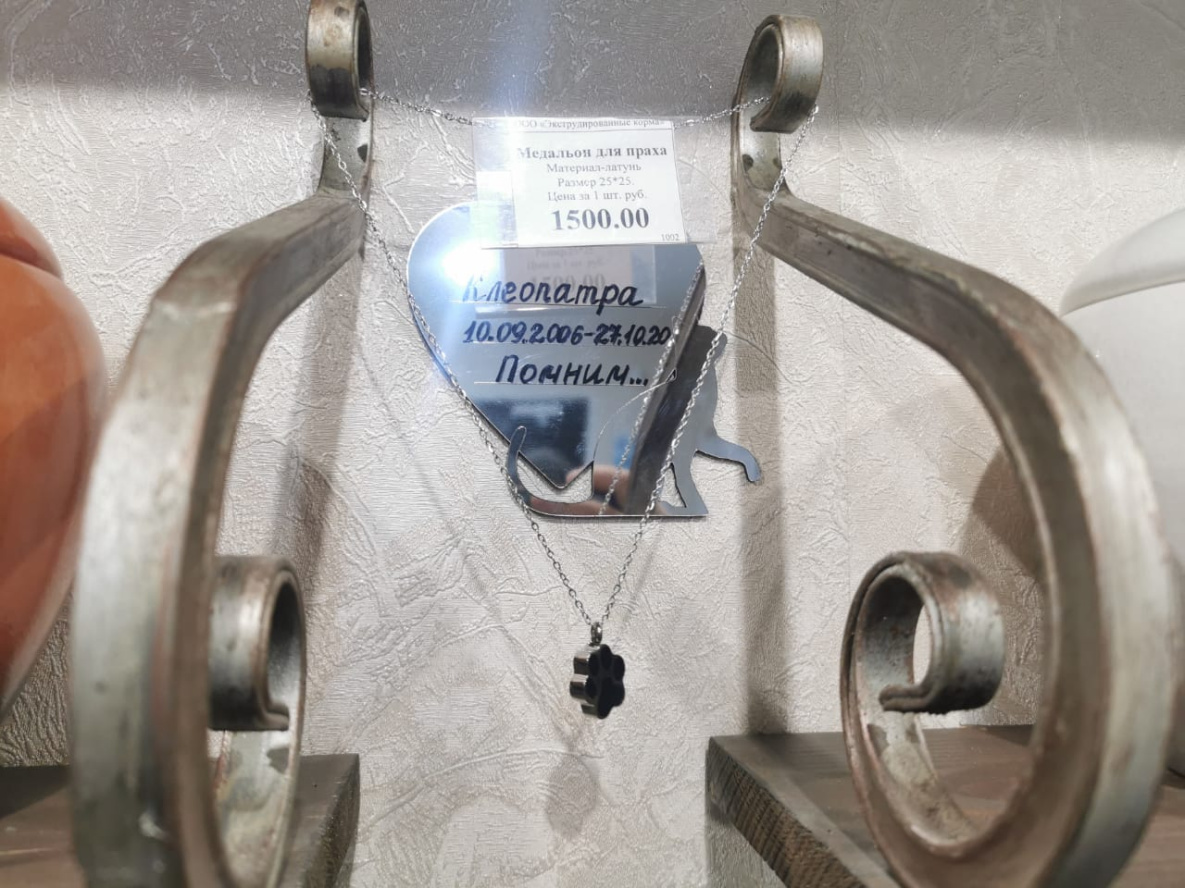 ООО «Экструдированные корма»
Медальон для праха
Материал-латунь
Размер 25*25.
Цена за 1 шт. руб.
1500.00
1002
Клеопатра
10.09.2006-27.10.20
Помним...